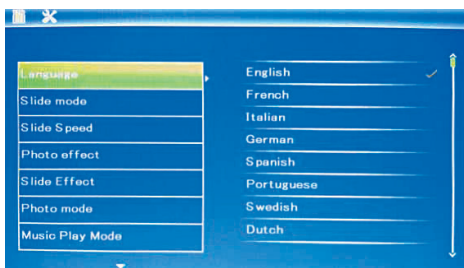 Language
Slide mode
Slide Speed
Photo effect
Slide Effect
Photo mode
Music Play Mode
English
French
Italian
German
Spanish
Portuguese
Swedish
Dutch